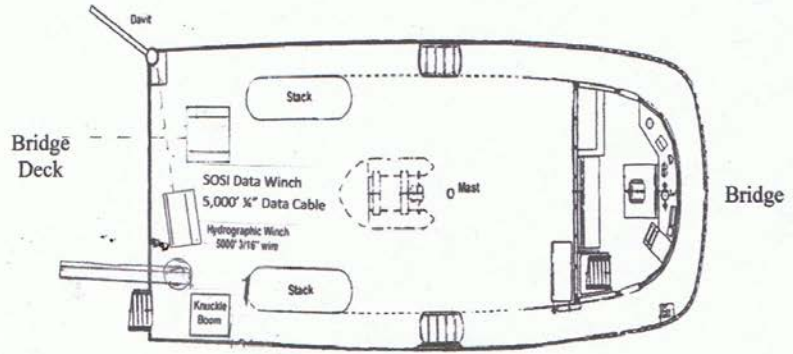 Davit
Stack
Bridge
Deck
SOSI Data Winch
5,000' ¼" Data Cable
Mast
Bridge
Hydrographic Winch
5000' 3/16" wire
Stack
Knuckle
Boom